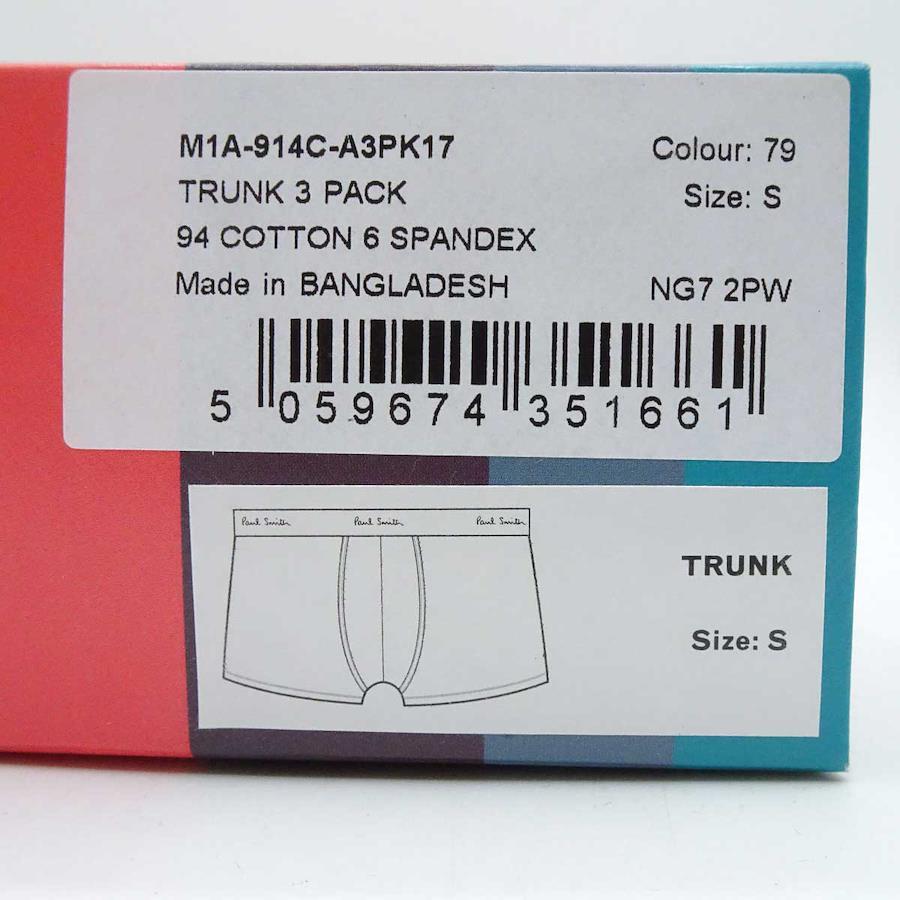 M1A-914C-A3PK17 Colour: 79
TRUNK 3 PACK Size: S
94 COTTON 6 SPANDEX
Made in BANGLADESH NG7 2PW
5 059674 351661
Paul Smith Paul Smith Paul Smith
TRUNK
Size: S